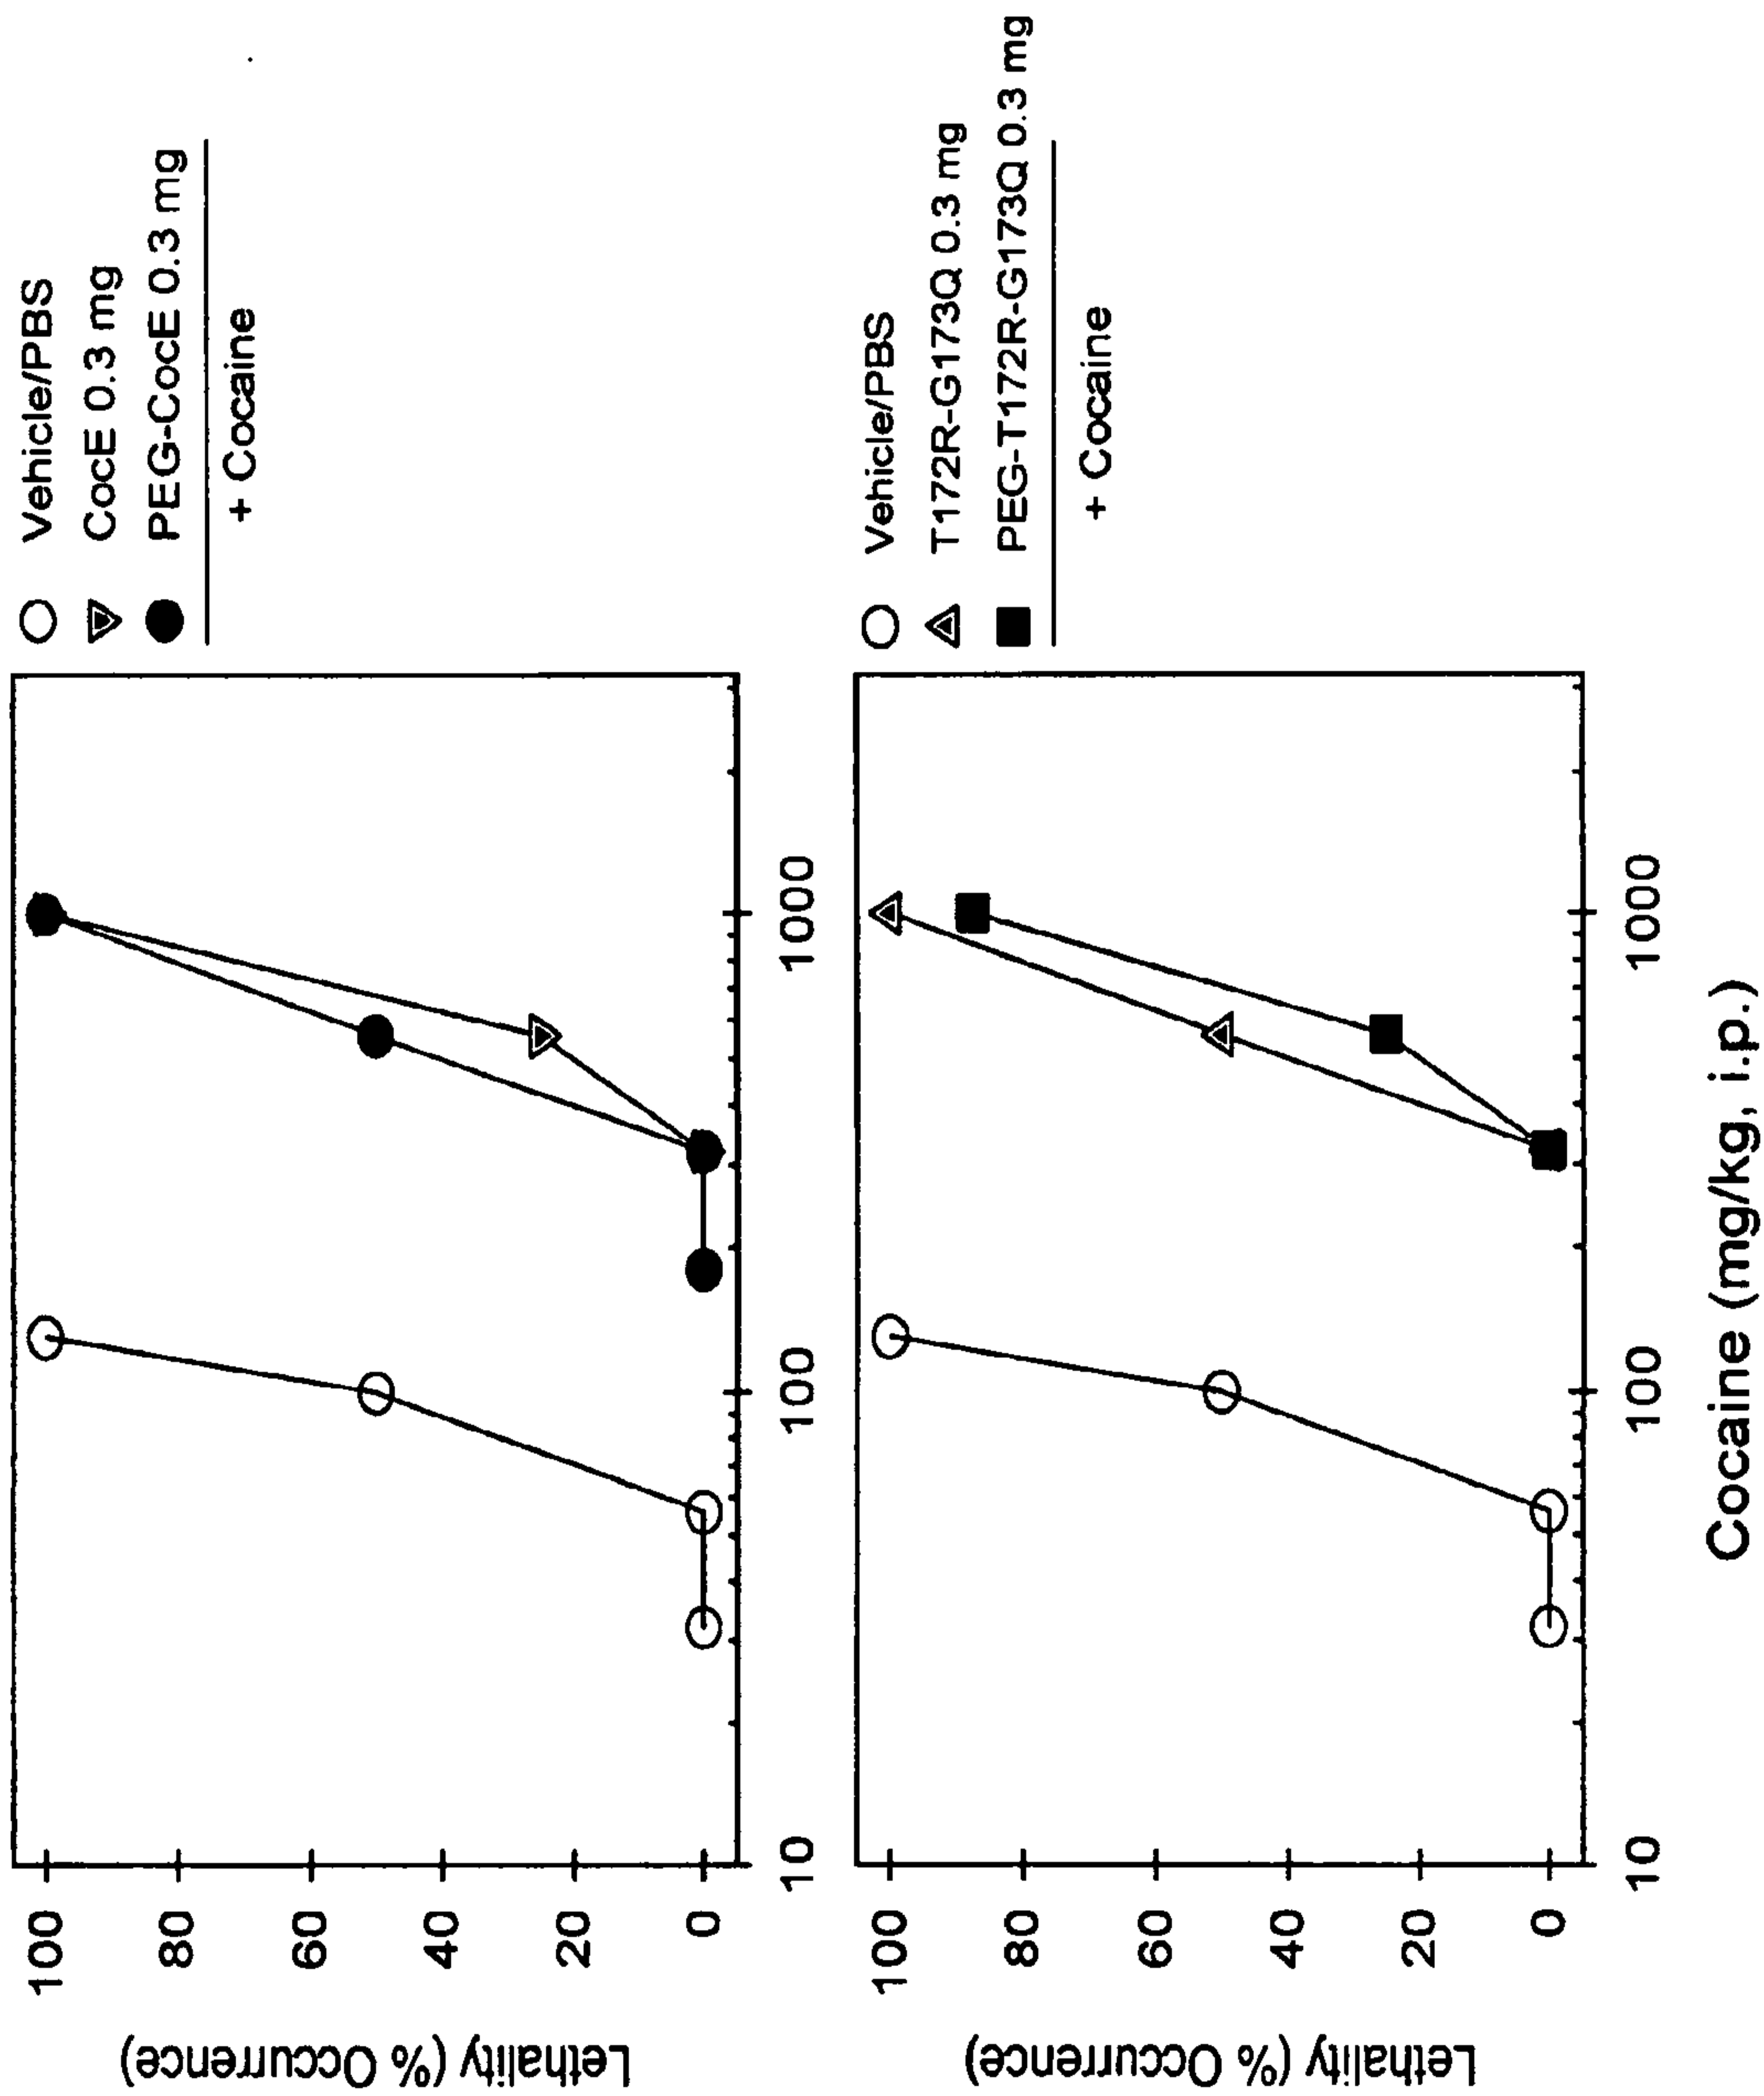 Lethality (% Occurrence)
100
80
60
40
20
0
10
100
1000
Vehicle/PBS
CocE 0.3 mg
PEG-CocE 0.3 mg
+ Cocaine
Lethality (% Occurrence)
100
80
60
40
20
0
10
100
1000
Vehicle/PBS
T172R-G173Q 0.3 mg
PEG-T172R-G173Q 0.3 mg
+ Cocaine
Cocaine (mg/kg, i.p.)